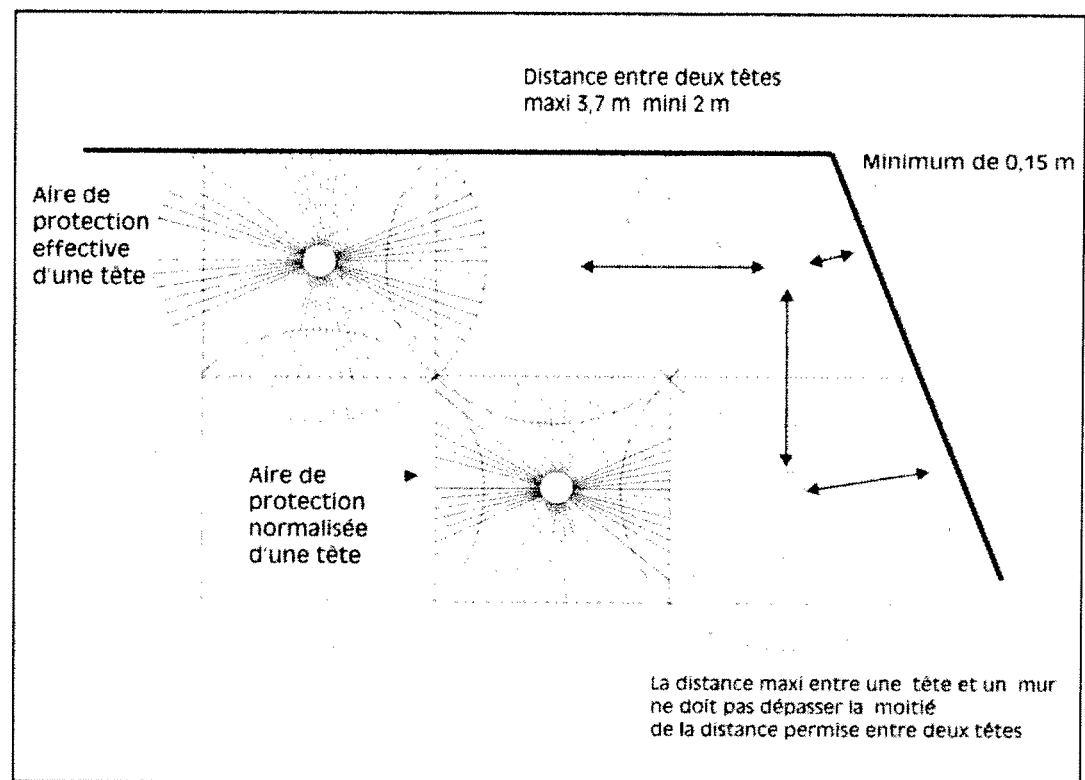 Distance entre deux têtes
maxi 3,7 m mini 2 m
Minimum de 0,15 m
Aire de
protection
effective
d'une tête
Aire de
protection
normalisée
d'une tête
La distance maxi entre une tête et un mur
ne doit pas dépasser la moitié
de la distance permise entre deux têtes